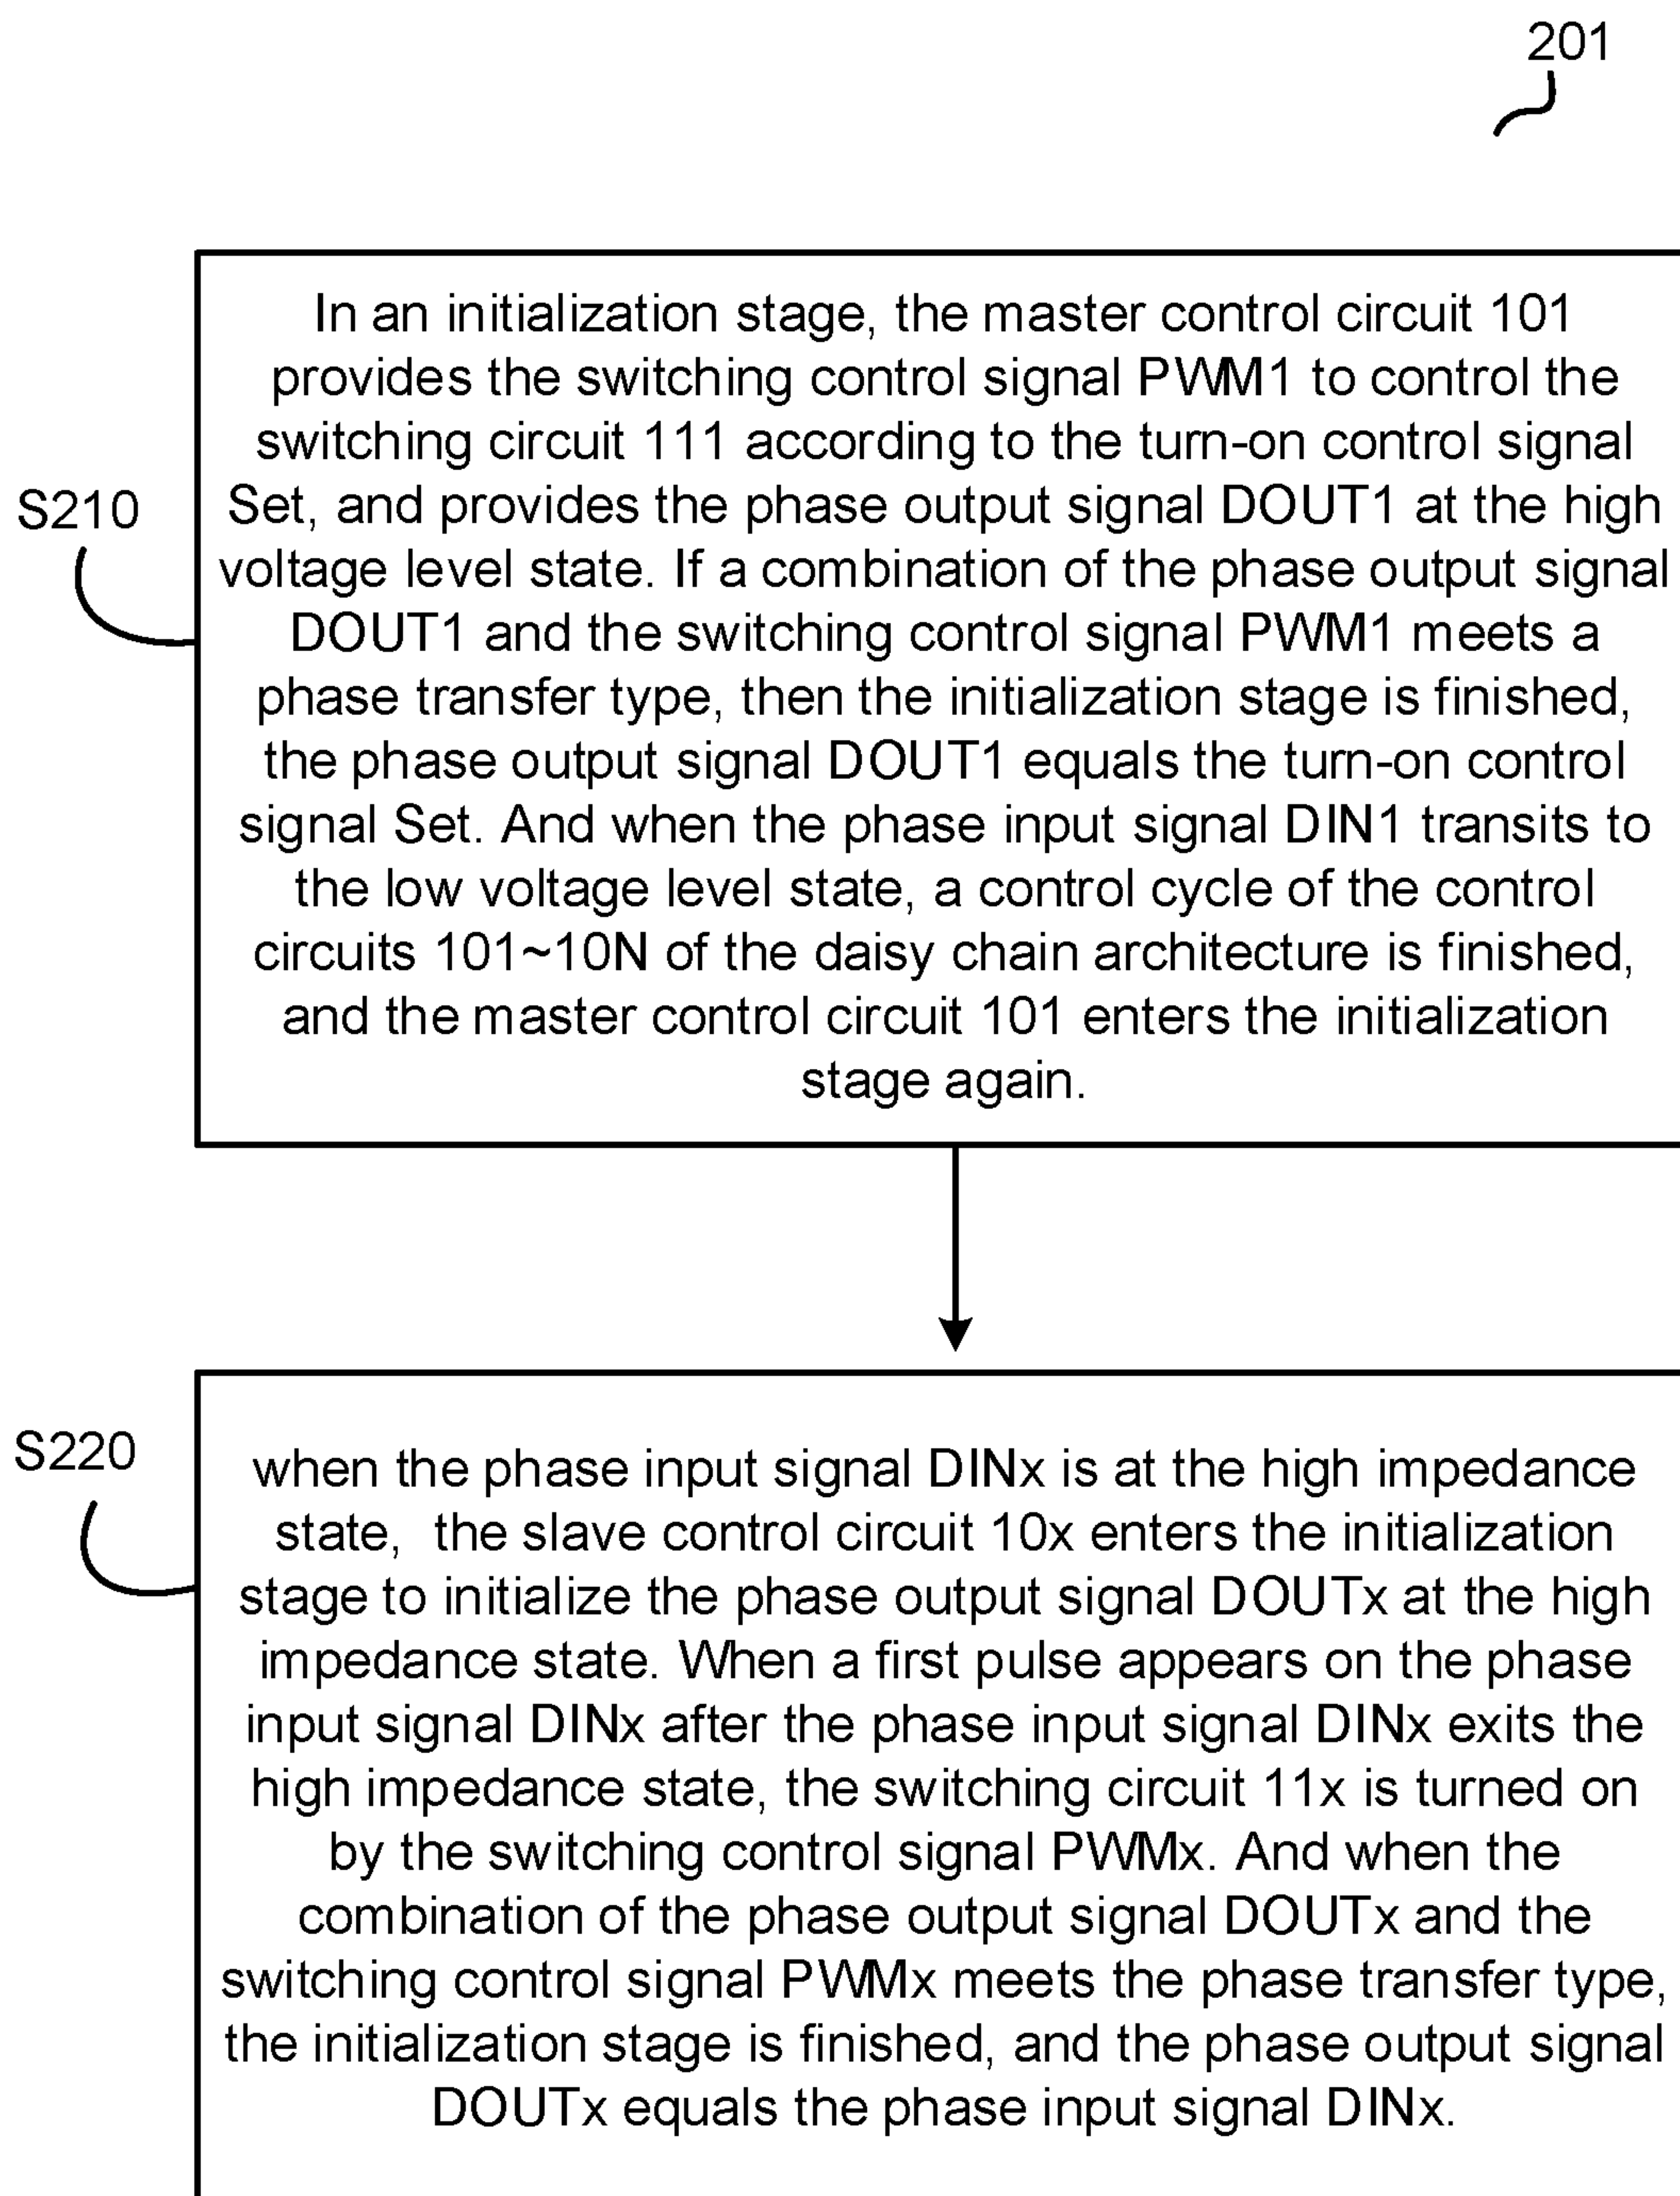 201
In an initialization stage, the master control circuit 101
provides the switching control signal PWM1 to control the
switching circuit 111 according to the turn-on control signal
S210
Set, and provides the phase output signal DOUT1 at the high
voltage level state. If a combination of the phase output signal
DOUT1 and the switching control signal PWM1 meets a
phase transfer type, then the initialization stage is finished,
the phase output signal DOUT1 equals the turn-on control
signal Set. And when the phase input signal DIN1 transits to
the low voltage level state, a control cycle of the control
circuits 101~10N of the daisy chain architecture is finished,
and the master control circuit 101 enters the initialization
stage again.
S220
when the phase input signal DINx is at the high impedance
state, the slave control circuit 10x enters the initialization
stage to initialize the phase output signal DOUTx at the high
impedance state. When a first pulse appears on the phase
input signal DINx after the phase input signal DINx exits the
high impedance state, the switching circuit 11x is turned on
by the switching control signal PWMx. And when the
combination of the phase output signal DOUTx and the
switching control signal PWMx meets the phase transfer type,
the initialization stage is finished, and the phase output signal
DOUTx equals the phase input signal DINx.